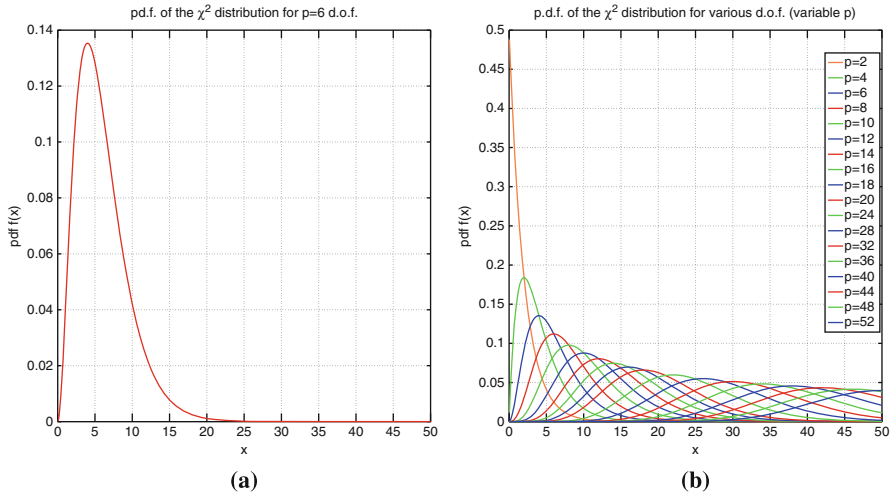 pd.f. of the χ² distribution for p=6 d.o.f.
0.14
0.12
0.1
0.08
0.06
0.04
0.02
0
pdf f(x)
0 5 10 15 20 25 30 35 40 45 50
x
(a)
p.d.f. of the χ² distribution for various d.o.f. (variable p)
0.5
0.45
0.4
0.35
0.3
0.25
0.2
0.15
0.1
0.05
0
pdf f(x)
0 5 10 15 20 25 30 35 40 45 50
x
p=2
p=4
p=6
p=8
p=10
p=12
p=14
p=16
p=18
p=20
p=24
p=28
p=32
p=36
p=40
p=44
p=48
p=52
(b)